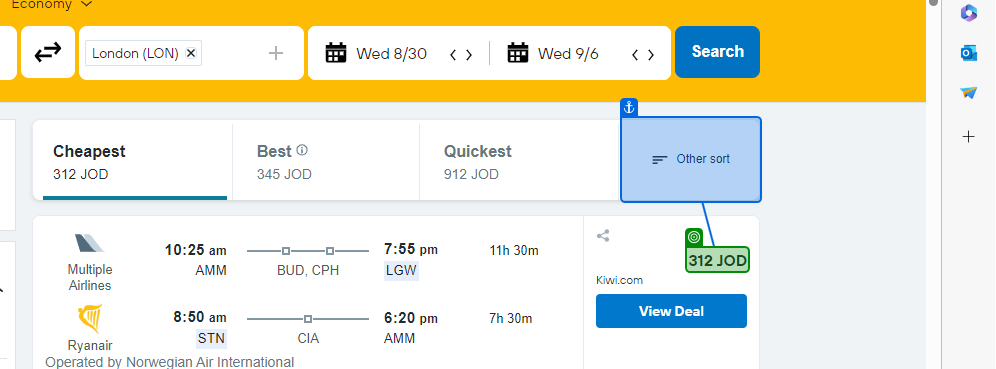 Economy
London (LON) Wed 8/30 Wed 9/6 Search
Cheapest Best Quickest Other sort
312 JOD 345 JOD 912 JOD
10:25 am 7:55 pm 11h 30m 312 JOD
Multiple Airlines AMM BUD, CPH LGW
Kiwi.com
View Deal
8:50 am 6:20 pm 7h 30m
Ryanair STN CIA AMM
Operated by Norwegian Air International